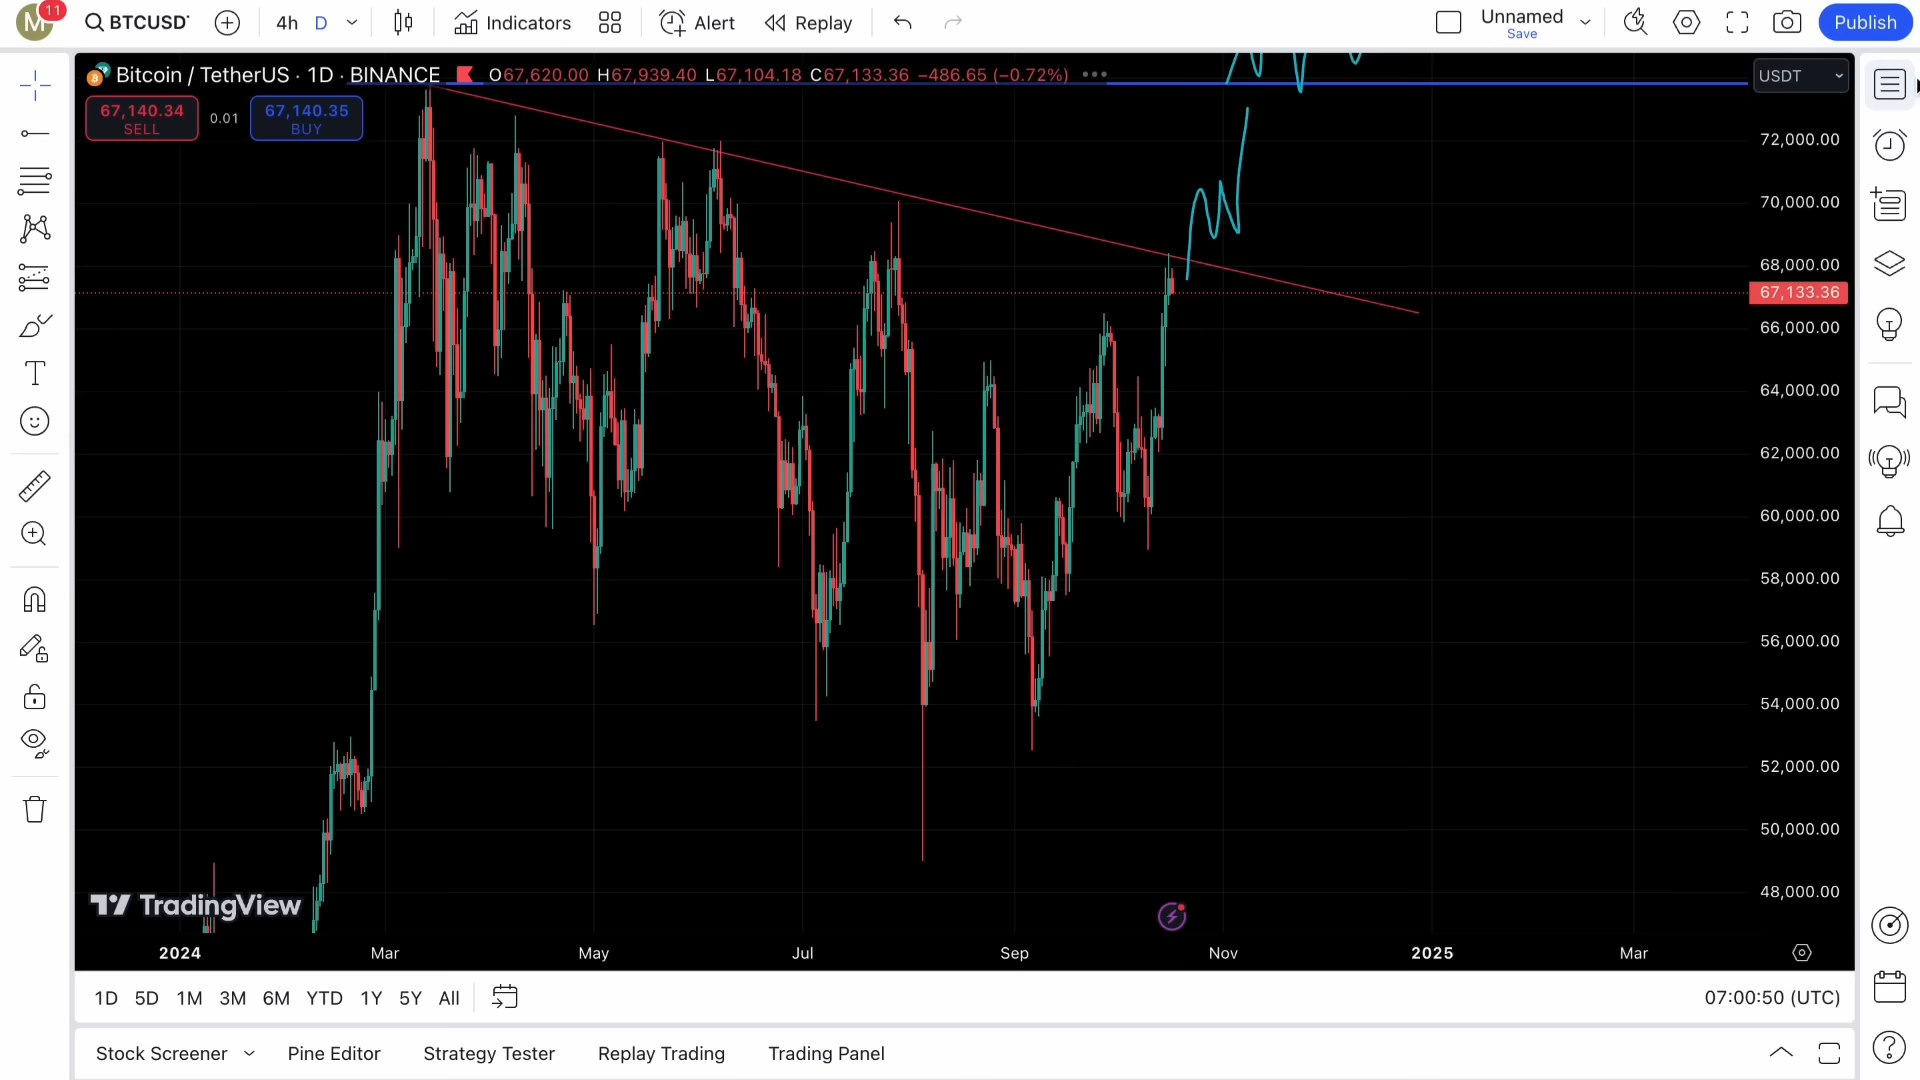 M 11 BTCUSD 4h D Indicators Alert Replay Unnamed Publish
Save
Bitcoin / TetherUS · 1D · BINANCE O67,620.00 H67,939.40 L67,104.18 C67,133.36 −486.65 (−0.72%) USDT
67,140.34 0.01 67,140.35
SELL BUY
72,000.00
70,000.00
68,000.00
67,133.36
66,000.00
64,000.00
62,000.00
60,000.00
58,000.00
56,000.00
54,000.00
52,000.00
50,000.00
48,000.00
TradingView
2024 Mar May Jul Sep Nov 2025 Mar
1D 5D 1M 3M 6M YTD 1Y 5Y All 07:00:50 (UTC)
Stock Screener Pine Editor Strategy Tester Replay Trading Trading Panel